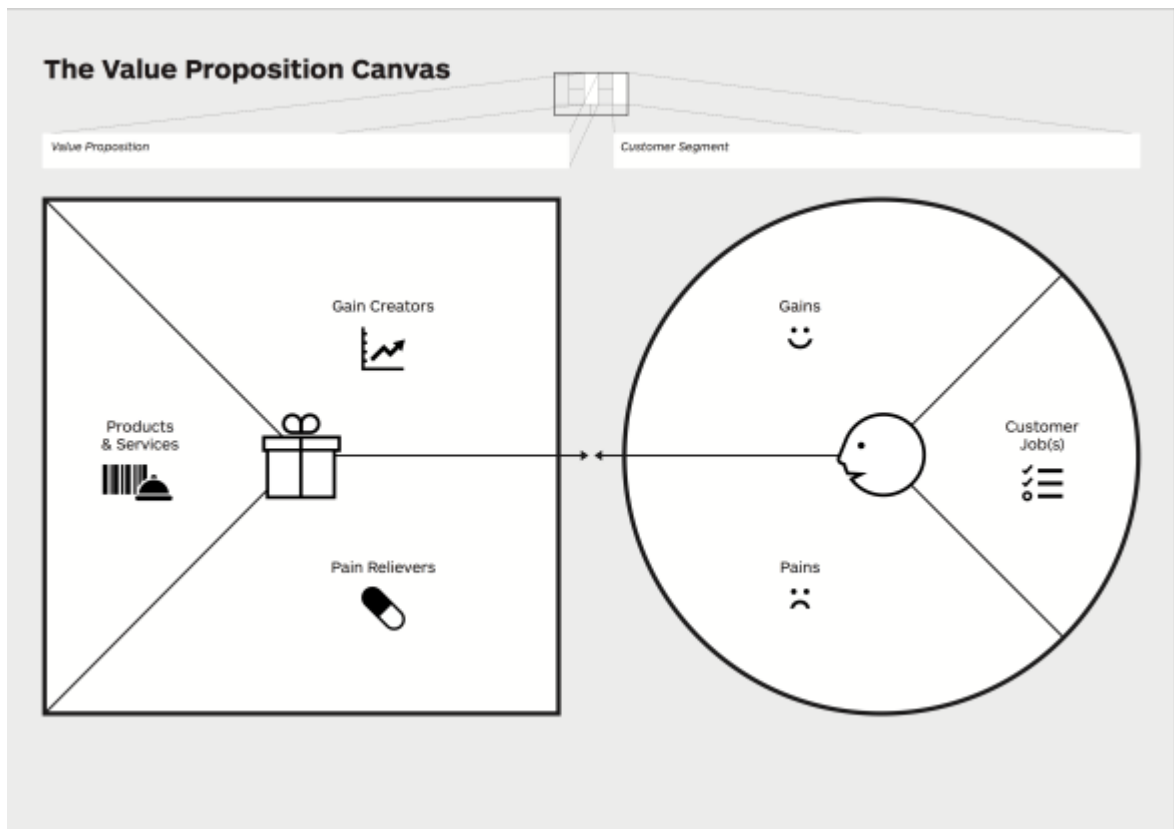 The Value Proposition Canvas
Value Proposition
Customer Segment
Gain Creators
Gains
Products
& Services
Customer
Job(s)
Pain Relievers
Pains